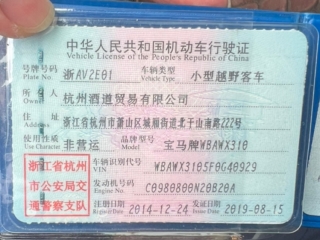 中华人民共和国机动车行驶证
Vehicle License of the People's Republic of China
号牌号码 浙AV2E01 车辆类型 小型越野客车
Plate No. Vehicle Type
所有人 杭州酒道贸易有限公司
Owner
住址 浙江省杭州市萧山区城厢街道北干山南路222号
Address
使用性质 非营运 品牌型号 宝马牌WBAWX310
Use Character Model
浙江省杭州
市公安局交
通警察支队
车辆识别代号 WBAWX3105F0G40929
VIN
发动机号码 C0980800N20B20A
Engine No.
注册日期 2014-12-24 发证日期 2019-08-15
Register Date Issue Date